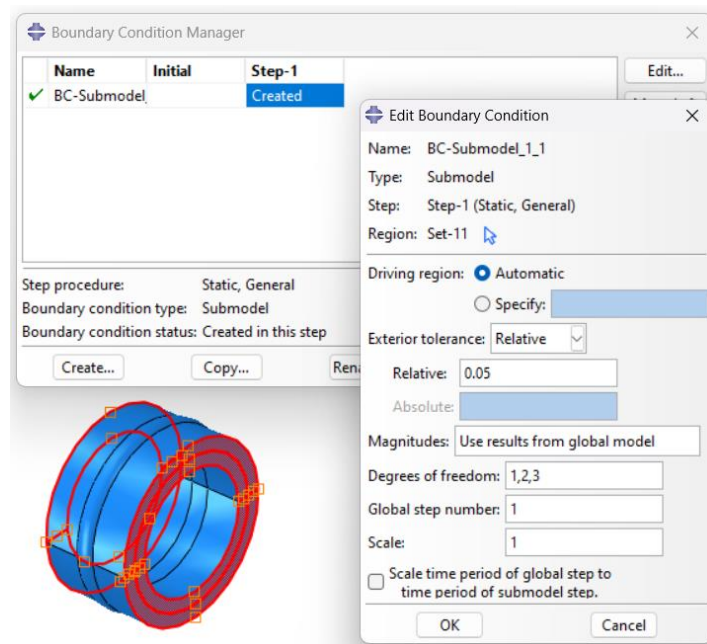 Boundary Condition Manager
Name Initial Step-1
BC-Submodel Created
Edit...
Step procedure: Static, General
Boundary condition type: Submodel
Boundary condition status: Created in this step
Create... Copy...
Edit Boundary Condition
Name: BC-Submodel_1_1
Type: Submodel
Step: Step-1 (Static, General)
Region: Set-11
Driving region: Automatic
Specify:
Exterior tolerance: Relative
Relative: 0.05
Absolute:
Magnitudes: Use results from global model
Degrees of freedom: 1,2,3
Global step number: 1
Scale: 1
Scale time period of global step to
time period of submodel step.
OK Cancel